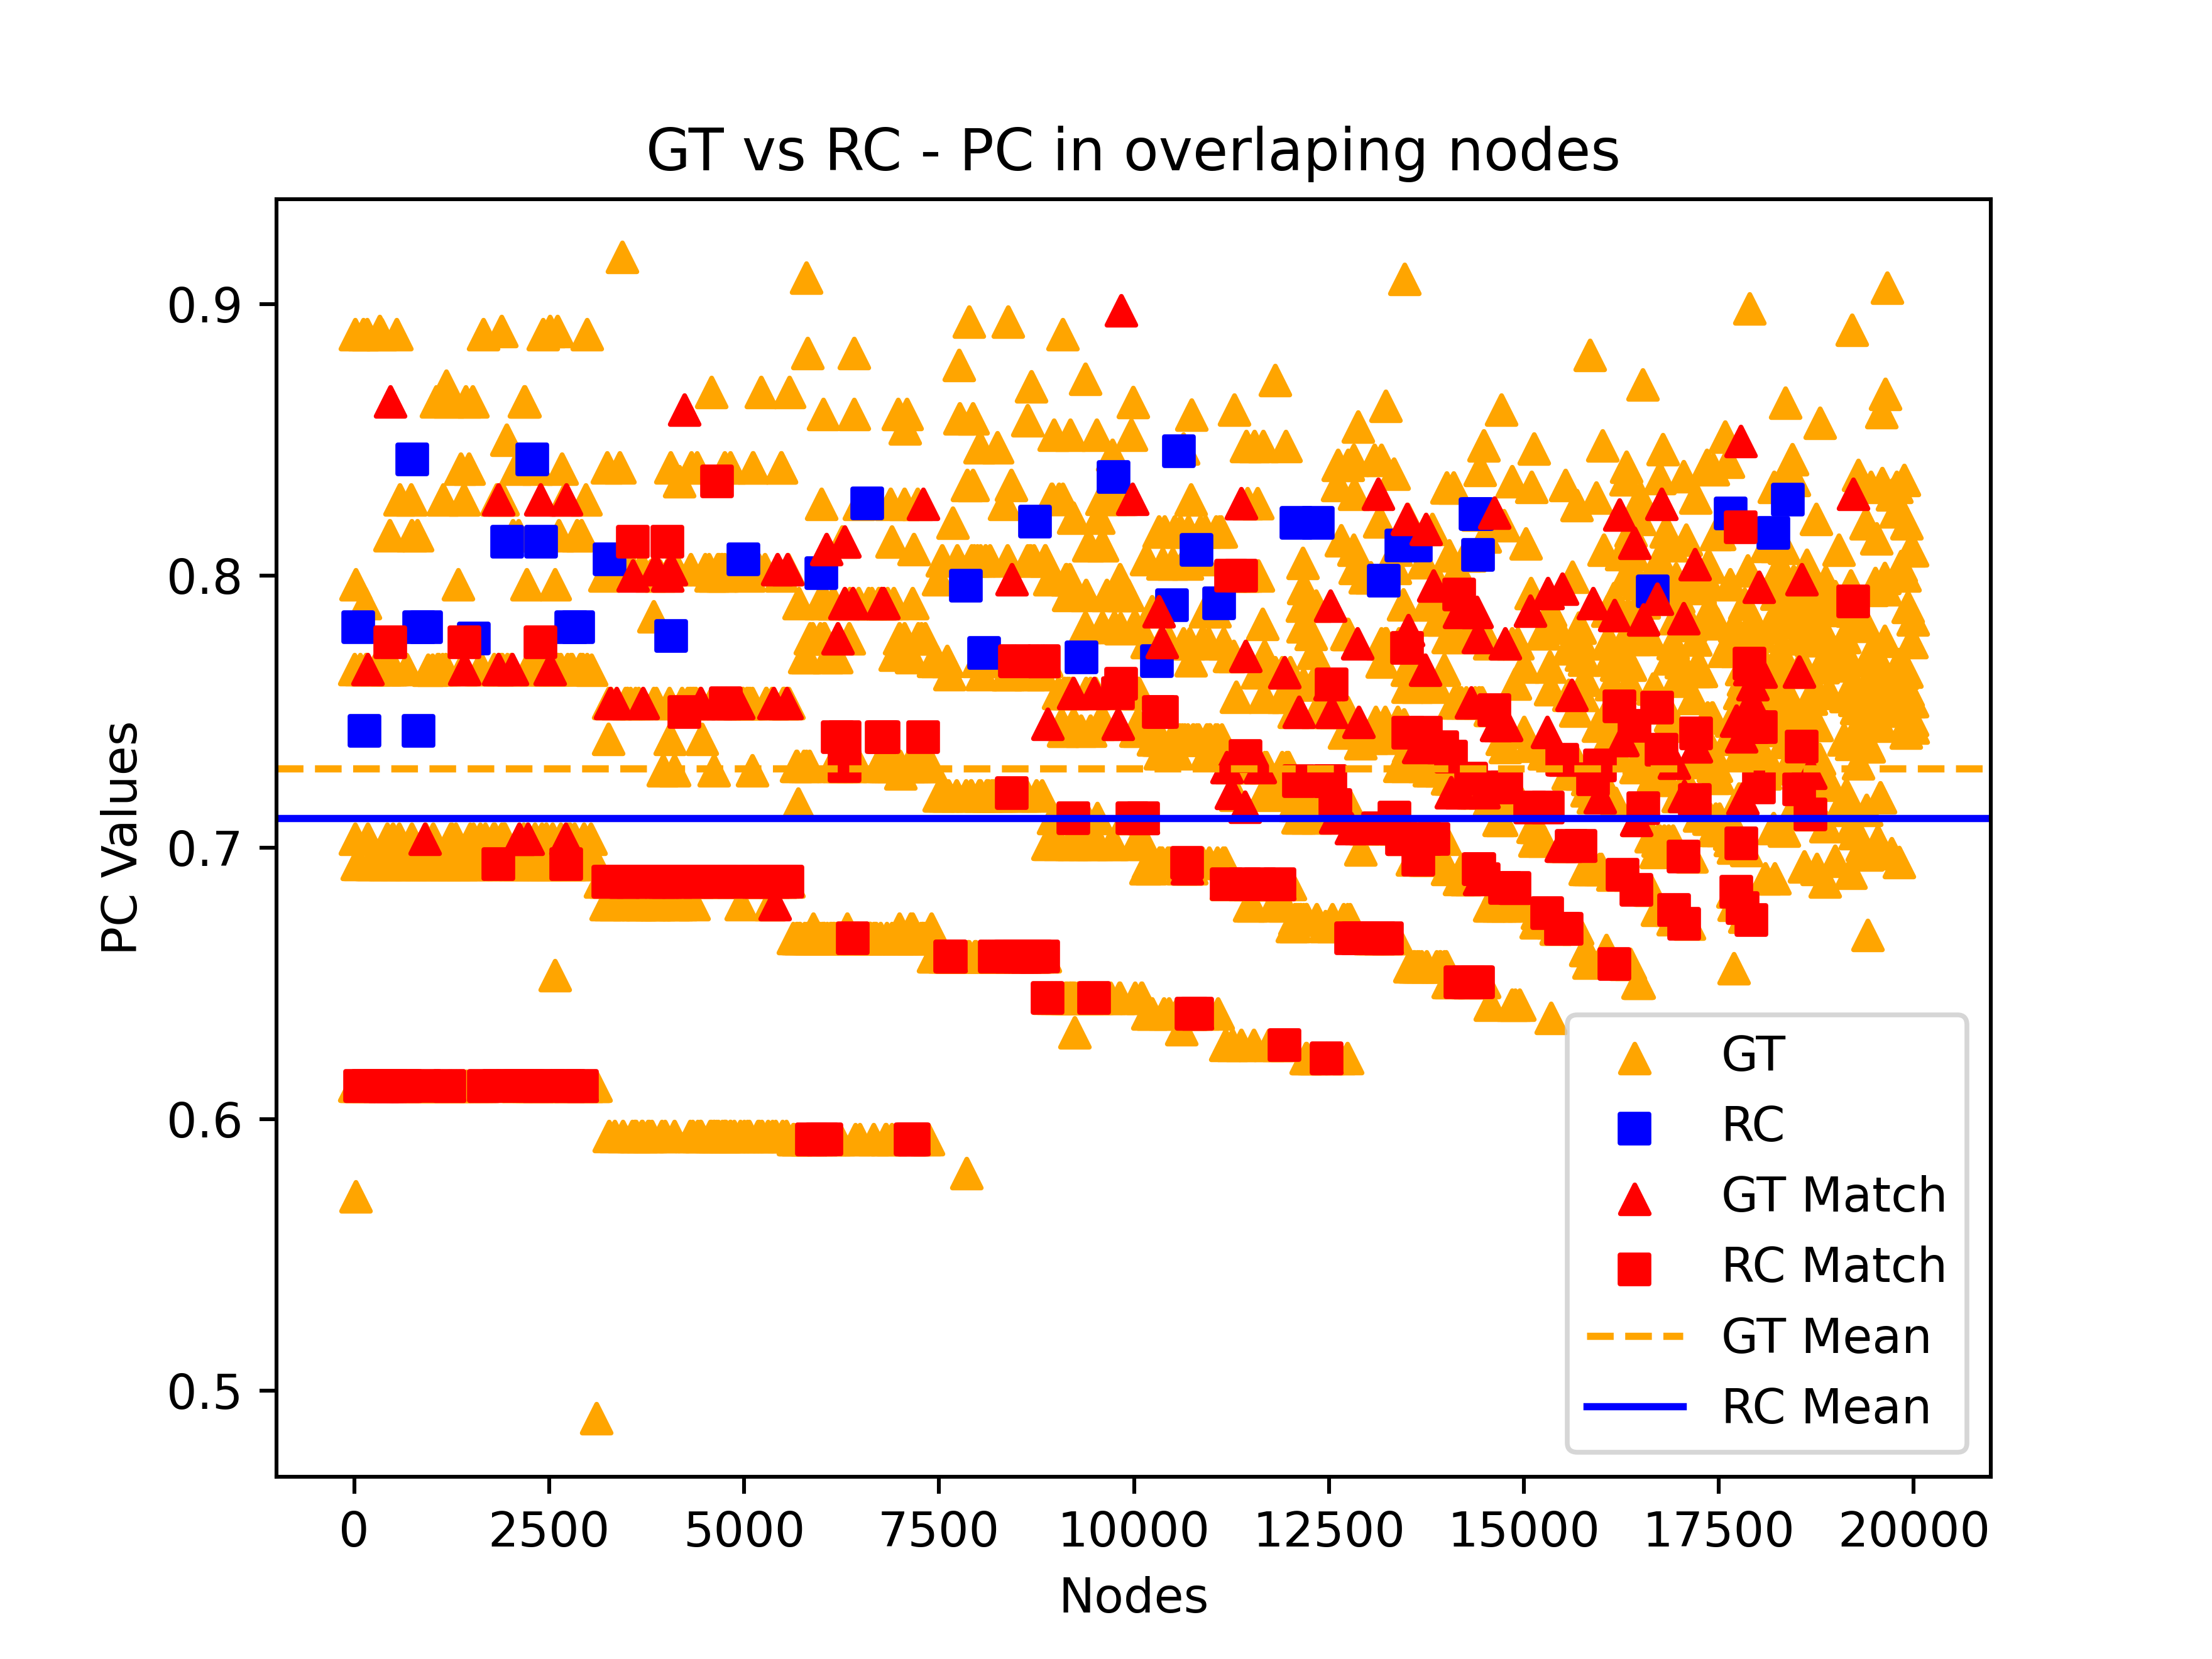 GT vs RC - PC in overlaping nodes
PC Values
0.9
0.8
0.7
0.6
0.5
0 2500 5000 7500 10000 12500 15000 17500 20000
Nodes
GT
RC
GT Match
RC Match
GT Mean
RC Mean